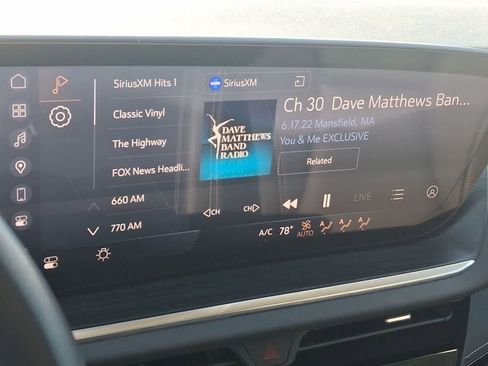 SiriusXM Hits 1
Classic Vinyl
The Highway
FOX News Headli...
660 AM
770 AM
SiriusXM
DAVE
MATTHEWS
BAND
RADIO
Ch 30 Dave Matthews Ban...
6.17.22 Mansfield, MA
You & Me EXCLUSIVE
Related
CH
CH
LIVE
A/C 78° AUTO